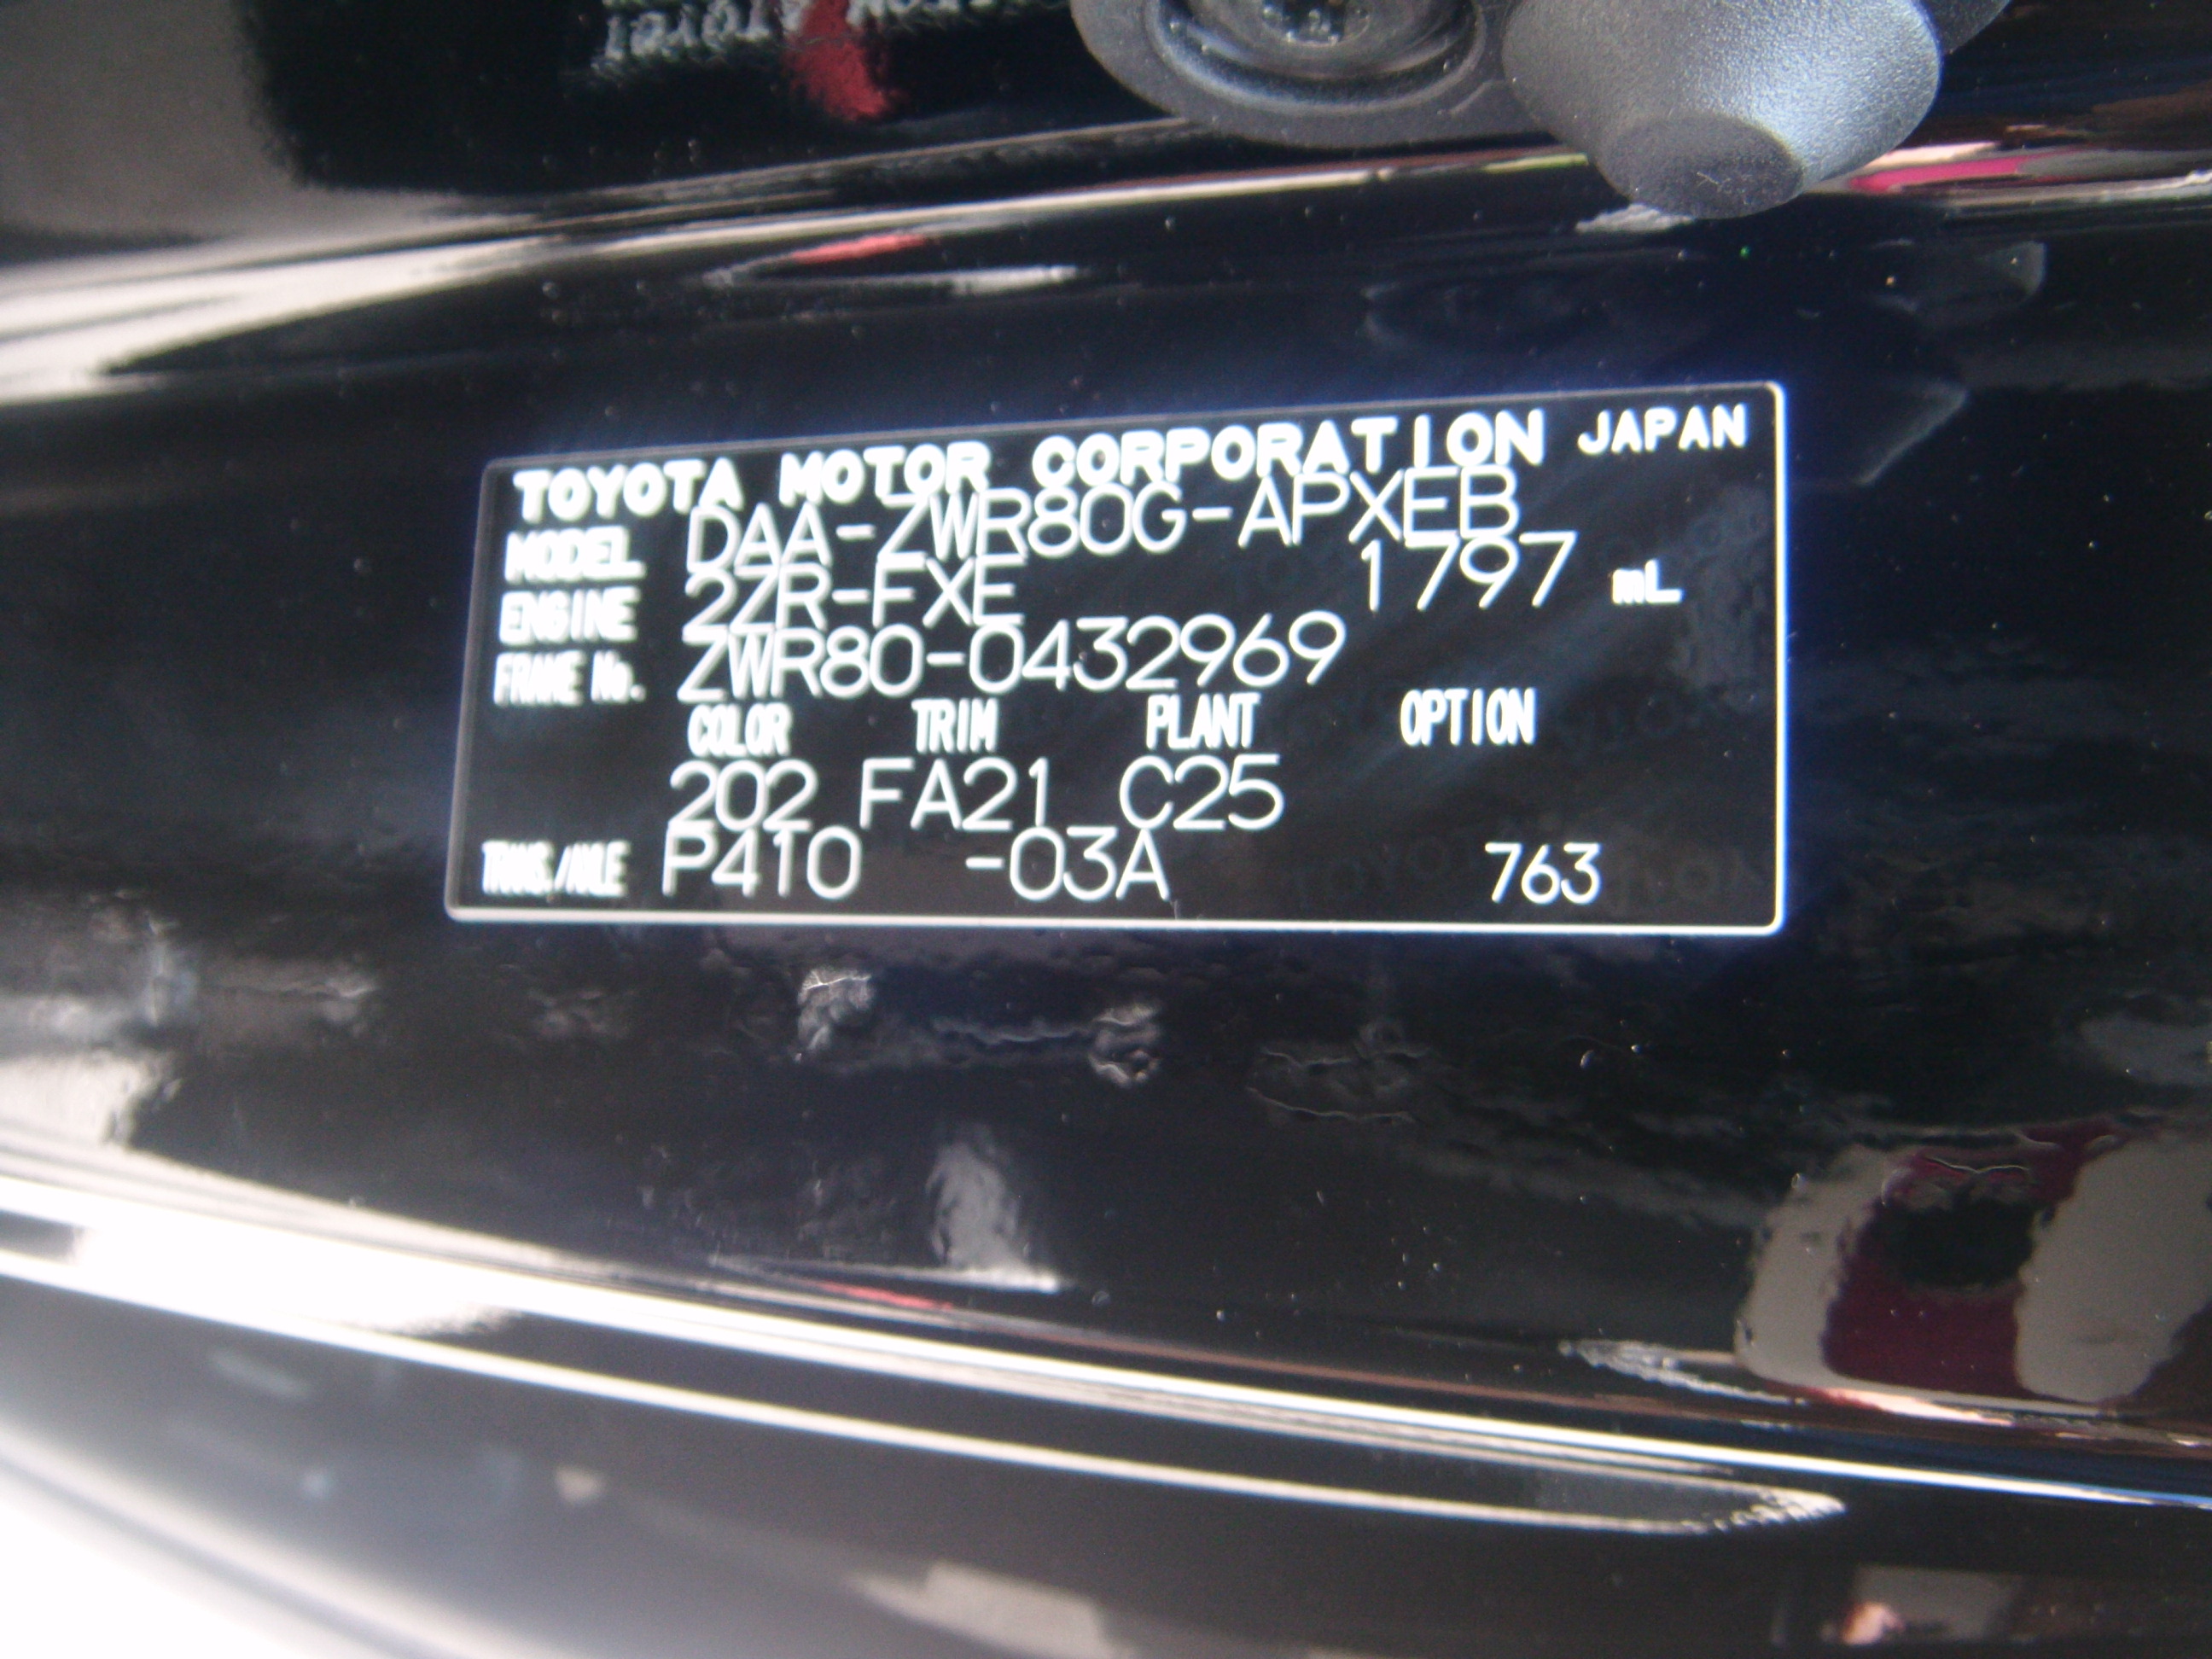 TOYOTA MOTOR CORPORATION JAPAN
MODEL DAA-ZWR80G-APXEB
ENGINE 2ZR-FXE 1797 mL
FRAME No. ZWR80-0432969
COLOR TRIM PLANT OPTION
202 FA21 C25
TRANS./AXLE P410 -03A 763